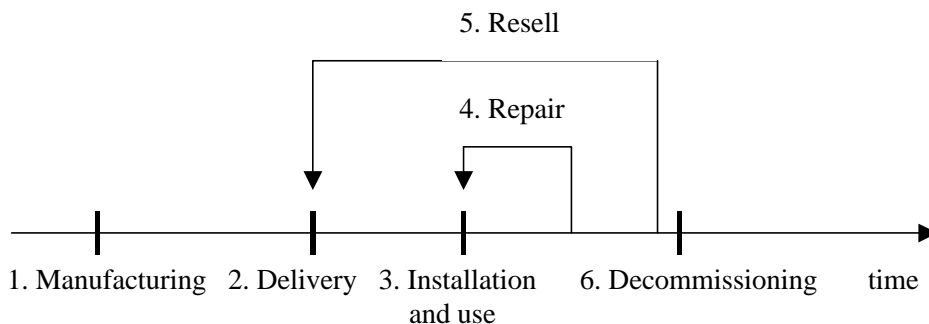 5. Resell
4. Repair
1. Manufacturing 2. Delivery 3. Installation 6. Decommissioning time
and use